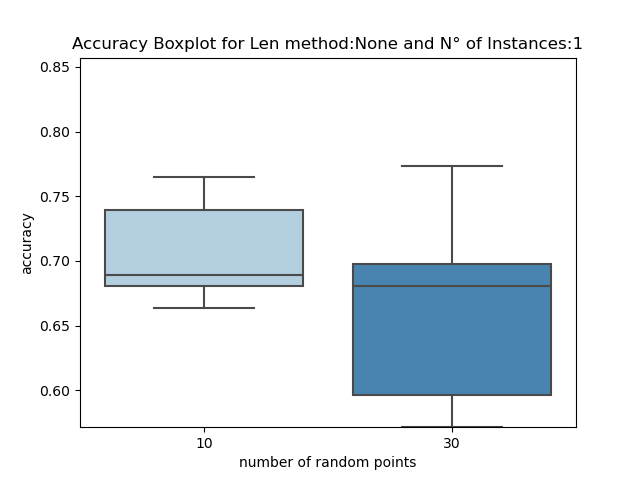 Accuracy Boxplot for Len method:None and N° of Instances:1
0.85
0.80
0.75
0.70
0.65
0.60
accuracy
10
30
number of random points